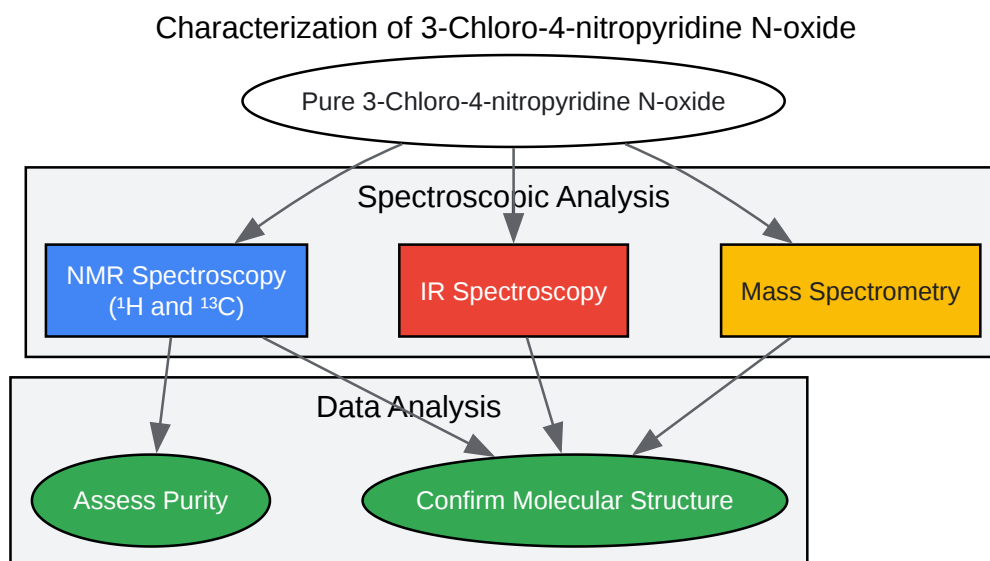 Characterization of 3-Chloro-4-nitropyridine N-oxide
Pure 3-Chloro-4-nitropyridine N-oxide
Spectroscopic Analysis
NMR Spectroscopy
(¹H and ¹³C)
IR Spectroscopy
Mass Spectrometry
Data Analysis
Assess Purity
Confirm Molecular Structure